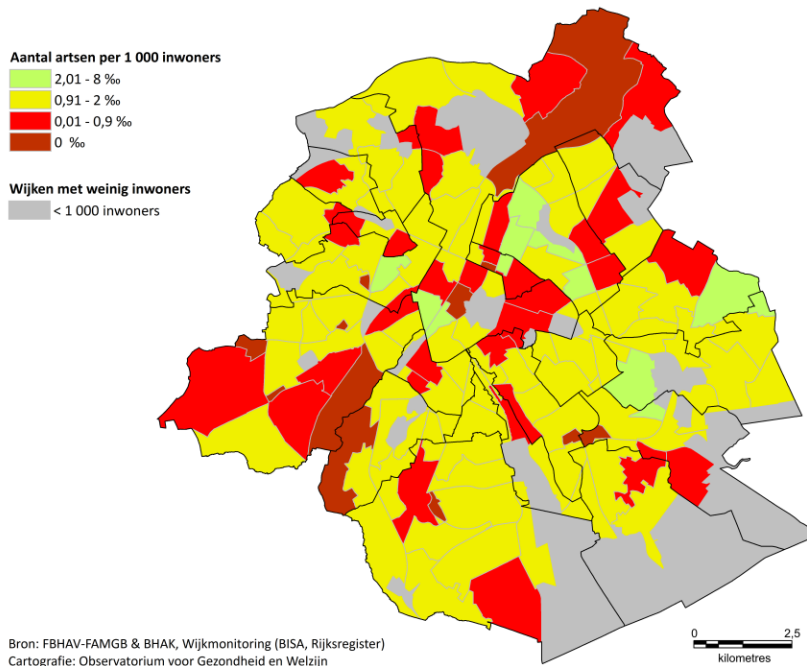 Aantal artsen per 1 000 inwoners
2,01 - 8 ‰
0,91 - 2 ‰
0,01 - 0,9 ‰
0 ‰
Wijken met weinig inwoners
< 1 000 inwoners
Bron: FBHAV-FAMGB & BHAK, Wijkmonitoring (BISA, Rijksregister)
Cartografie: Observatorium voor Gezondheid en Welzijn
0 2,5
kilometres